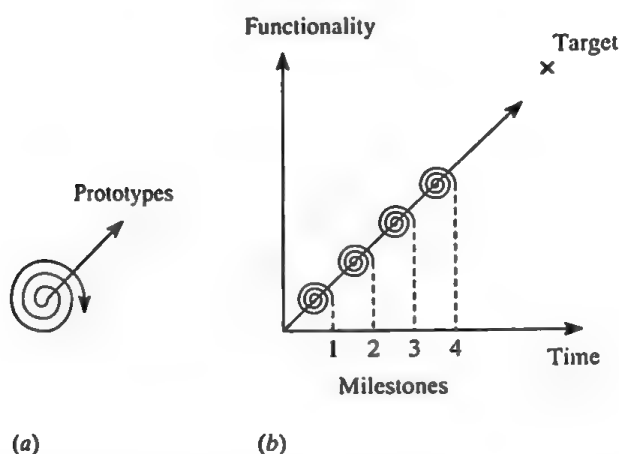 Functionality
Target
Prototypes
1 2 3 4
Time
Milestones
(a)
(b)